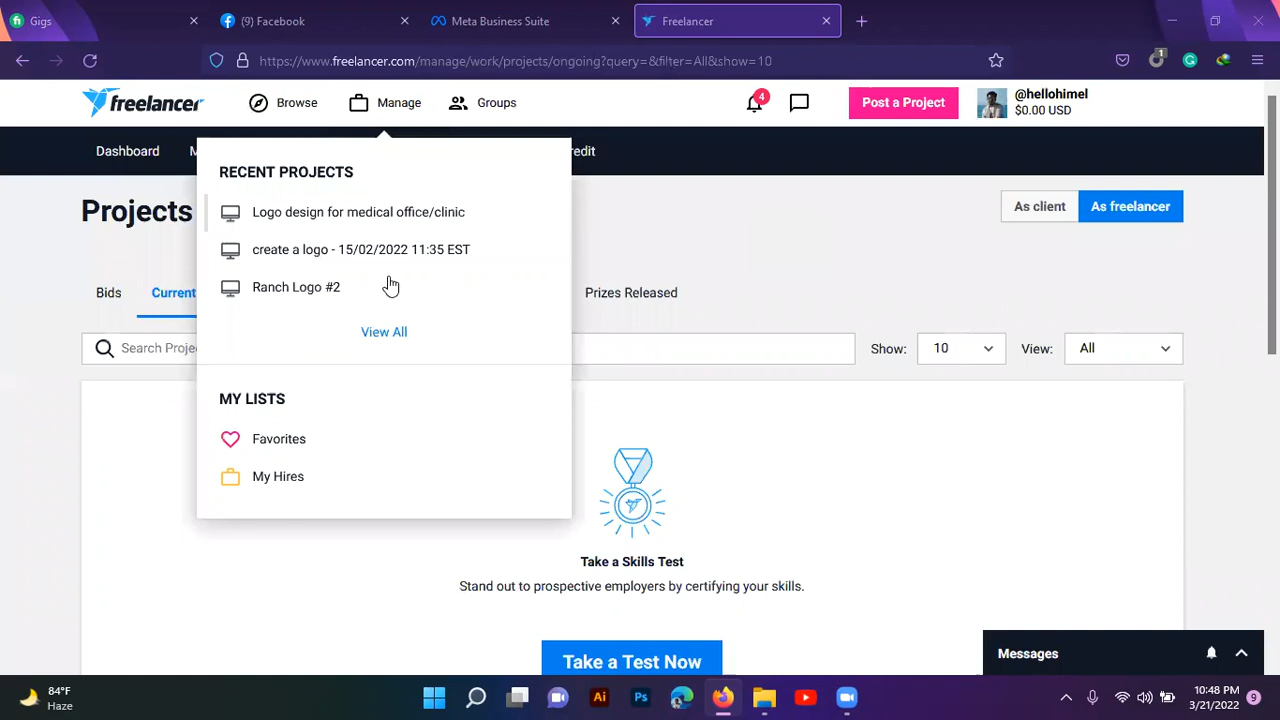 Gigs
(9) Facebook
Meta Business Suite
Freelancer
https://www.freelancer.com/manage/work/projects/ongoing?query=&filter=All&show=10
1
freelancer
Browse
Manage
Groups
4
Post a Project
@hellohimel
$0.00 USD
Dashboard
M
redit
RECENT PROJECTS
Logo design for medical office/clinic
create a logo - 15/02/2022 11:35 EST
Ranch Logo #2
View All
MY LISTS
Favorites
My Hires
Projects
As client
As freelancer
Bids
Current
Prizes Released
Search Proje
Show:
10
View:
All
Take a Skills Test
Stand out to prospective employers by certifying your skills.
Take a Test Now
Messages
84°F
Haze
Ai
Ps
10:48 PM
3/21/2022
9